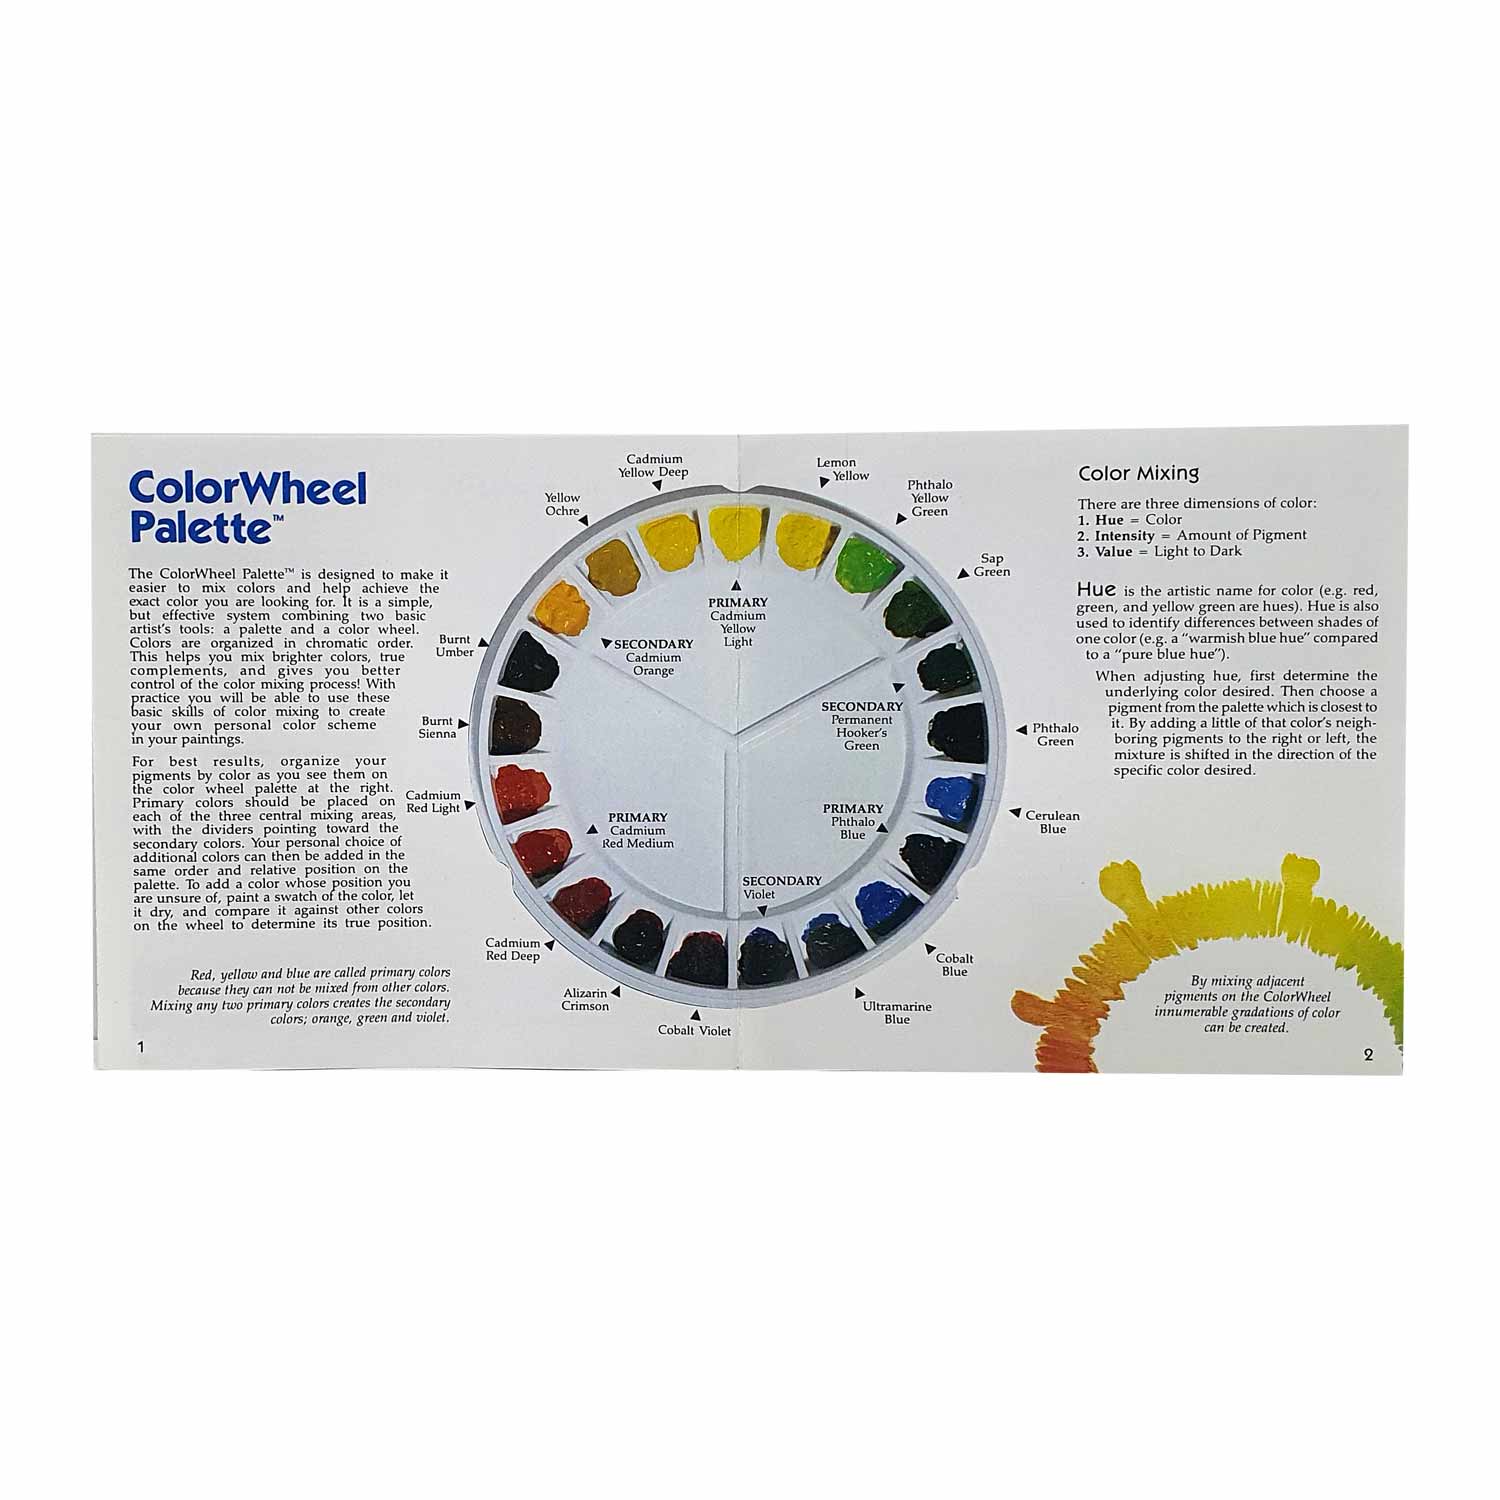 ColorWheel
Palette™
The ColorWheel Palette™ is designed to make it
easier to mix colors and help achieve the
exact color you are looking for. It is a simple,
but effective system combining two basic
artist's tools: a palette and a color wheel.
Colors are organized in chromatic order.
This helps you mix brighter colors, true
complements, and gives you better
control of the color mixing process! With
practice you will be able to use these
basic skills of color mixing to create
your own personal color scheme
in your paintings.
For best results, organize your
pigments by color as you see them on
the color wheel palette at the right.
Primary colors should be placed on
each of the three central mixing areas,
with the dividers pointing toward the
secondary colors. Your personal choice of
additional colors can then be added in the
same order and relative position on the
palette. To add a color whose position you
are unsure of, paint a swatch of the color, let
it dry, and compare it against other colors
on the wheel to determine its true position.
Red, yellow and blue are called primary colors
because they can not be mixed from other colors.
Mixing any two primary colors creates the secondary
colors; orange, green and violet.
1
Cadmium
Yellow Deep
Yellow
Ochre
Burnt
Umber
Burnt
Sienna
Cadmium
Red Light
Cadmium
Red Deep
Alizarin
Crimson
Cobalt Violet
SECONDARY
Cadmium
Orange
PRIMARY
Cadmium
Yellow
Light
PRIMARY
Cadmium
Red Medium
SECONDARY
Permanent
Hooker's
Green
PRIMARY
Phthalo
Blue
SECONDARY
Violet
Lemon
Yellow
Phthalo
Yellow
Green
Sap
Green
Phthalo
Green
Cerulean
Blue
Cobalt
Blue
Ultramarine
Blue
Color Mixing
There are three dimensions of color:
1. Hue = Color
2. Intensity = Amount of Pigment
3. Value = Light to Dark
Hue is the artistic name for color (e.g. red,
green, and yellow green are hues). Hue is also
used to identify differences between shades of
one color (e.g. a "warmish blue hue" compared
to a "pure blue hue").
When adjusting hue, first determine the
underlying color desired. Then choose a
pigment from the palette which is closest to
it. By adding a little of that color's neigh-
boring pigments to the right or left, the
mixture is shifted in the direction of the
specific color desired.
By mixing adjacent
pigments on the ColorWheel
innumerable gradations of color
can be created.
2